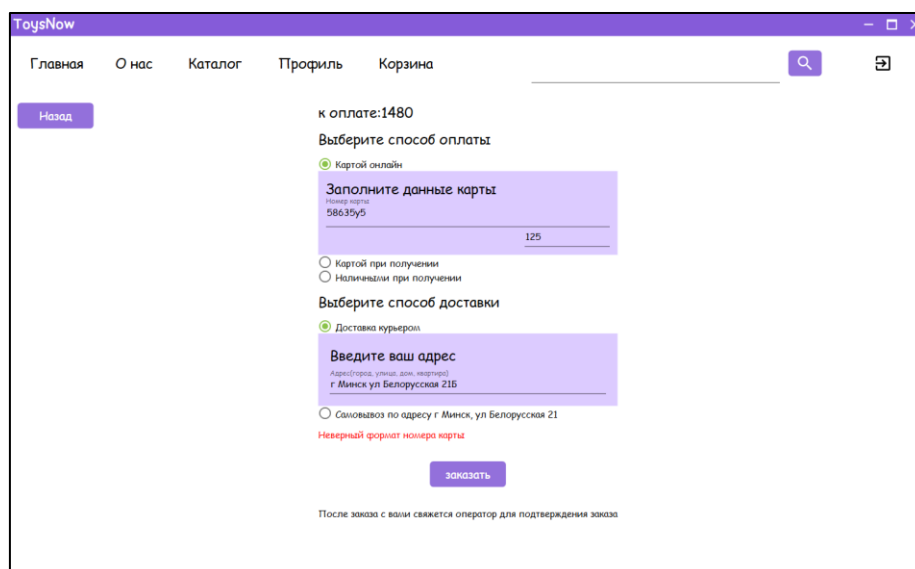 ToysNow
Главная О нас Каталог Профиль Корзина
Назад
к оплате:1480
Выберите способ оплаты
Картой онлайн
Заполните данные карты
Номер карты
58635y5
125
Картой при получении
Наличными при получении
Выберите способ доставки
Доставка курьером
Введите ваш адрес
Адрес(город, улица, дом, квартира)
г Минск ул Белорусская 21Б
Самовывоз по адресу г Минск, ул Белорусская 21
Неверный формат номера карты
заказать
После заказа с вами свяжется оператор для подтверждения заказа